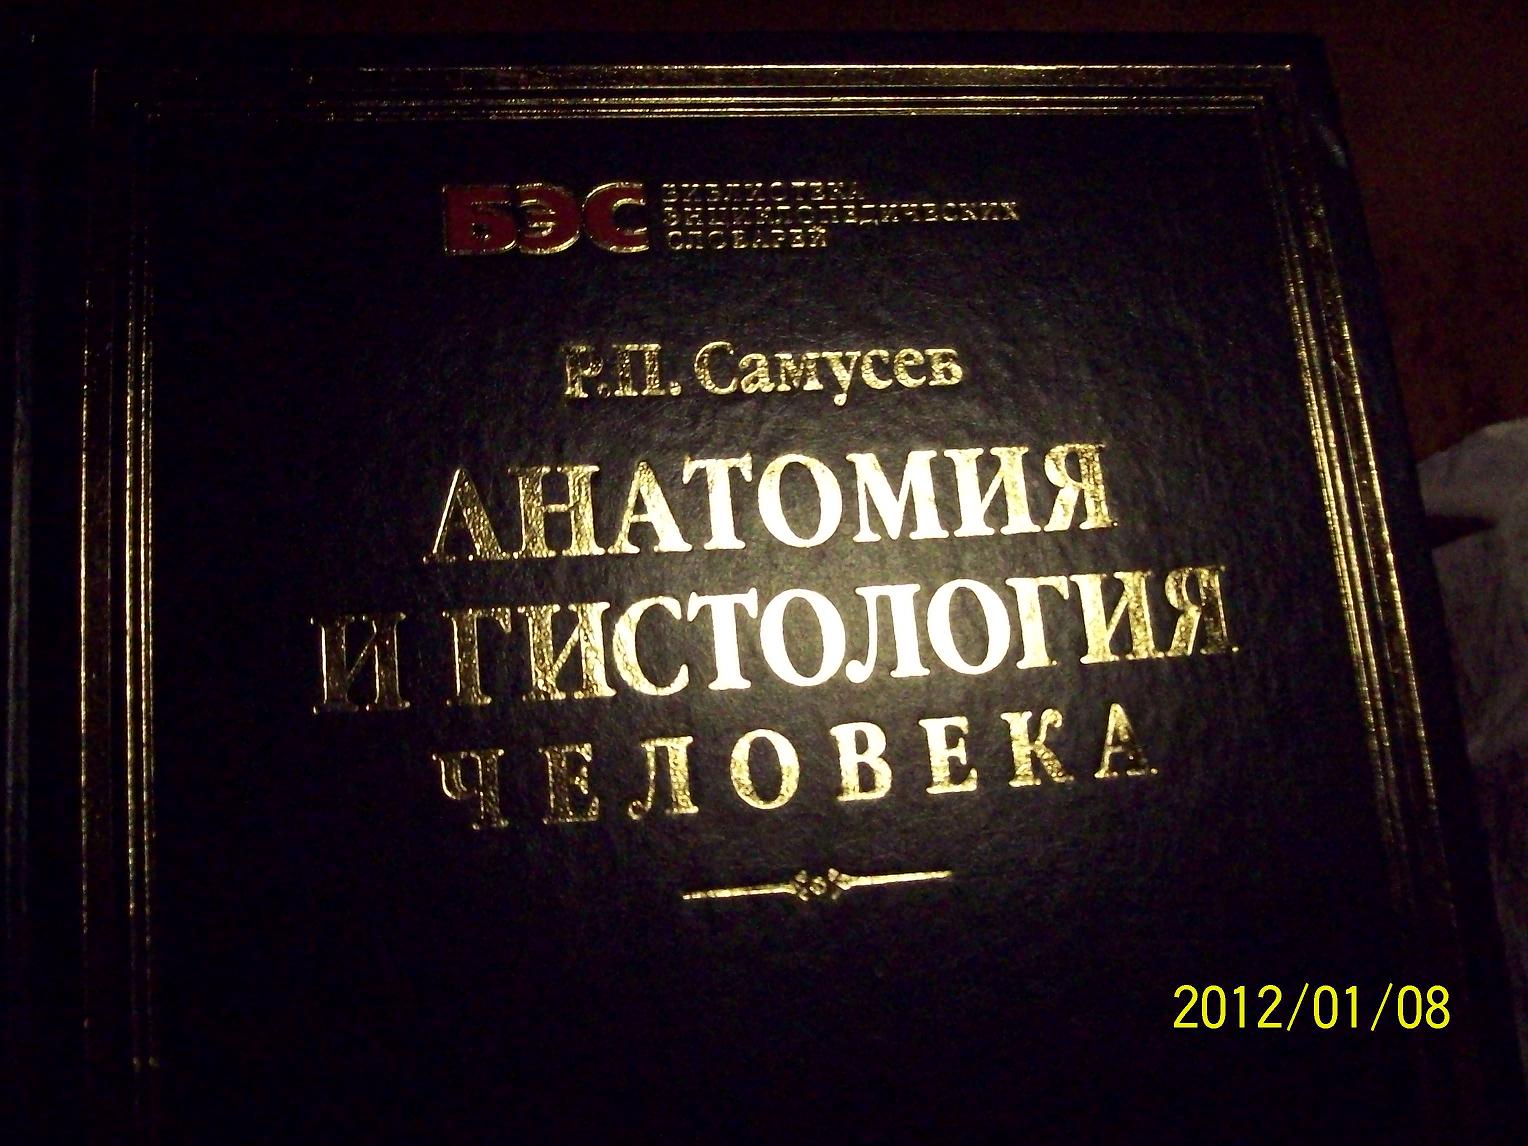 БЭС
БИБЛИОТЕКА
ЭНЦИКЛОПЕДИЧЕСКИХ
СЛОВАРЕЙ
Р.П. Самусев
АНАТОМИЯ
И ГИСТОЛОГИЯ
ЧЕЛОВЕКА
2012/01/08